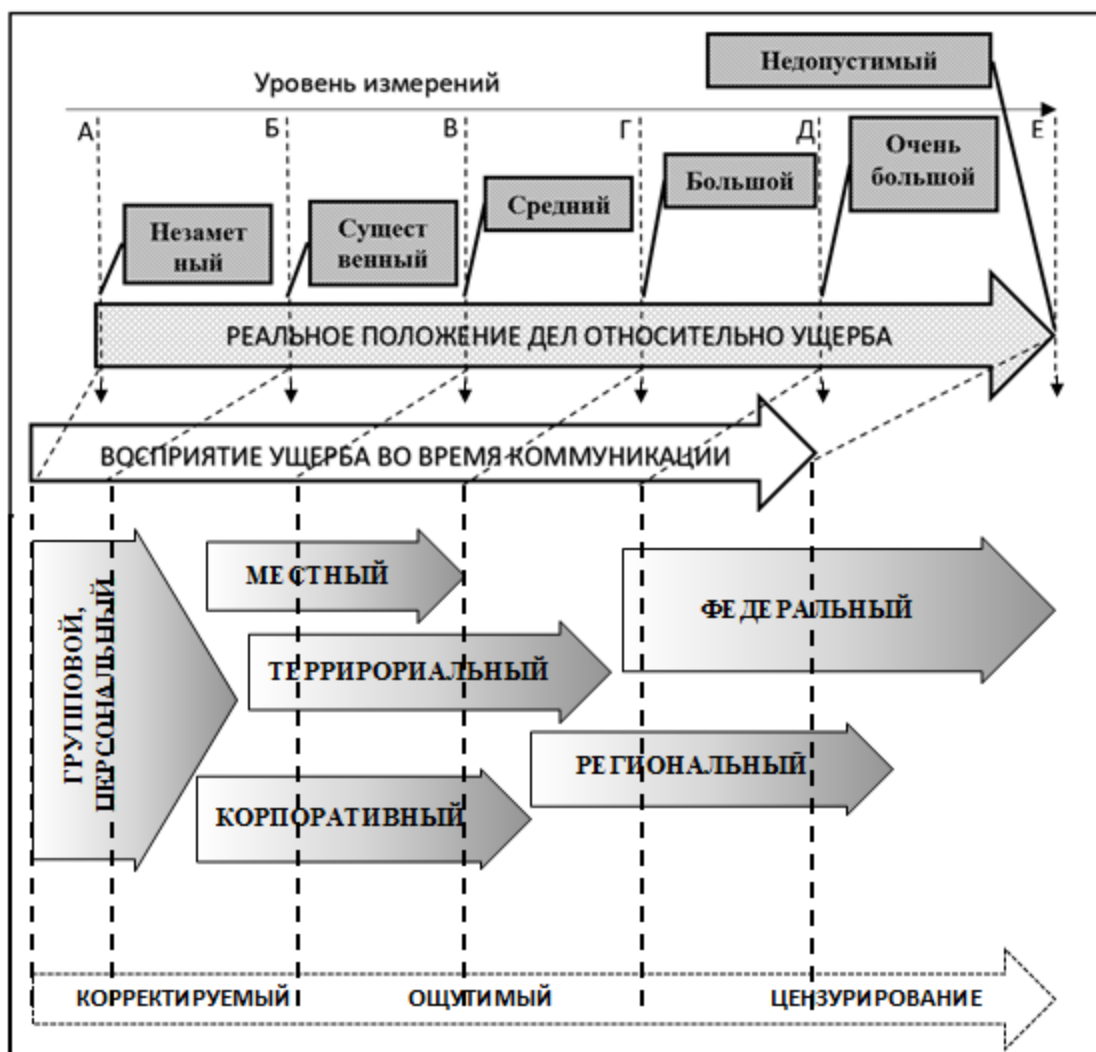 Недопустимый
Уровень измерений
А
Б
В
Г
Д
Е
Очень
большой
Большой
Средний
Сущест
венный
Незамет
ный
РЕАЛЬНОЕ ПОЛОЖЕНИЕ ДЕЛ ОТНОСИТЕЛЬНО УЩЕРБА
ВОСПРИЯТИЕ УЩЕРБА ВО ВРЕМЯ КОММУНИКАЦИИ
ГРУППОВОЙ,
ПЕРСОНАЛЬНЫЙ
МЕСТНЫЙ
ФЕДЕРАЛЬНЫЙ
ТЕРРИРОРИАЛЬНЫЙ
РЕГИОНАЛЬНЫЙ
КОРПОРАТИВНЫЙ
КОРРЕКТИРУЕМЫЙ
ОЩУТИМЫЙ
ЦЕНЗУРИРОВАНИЕ